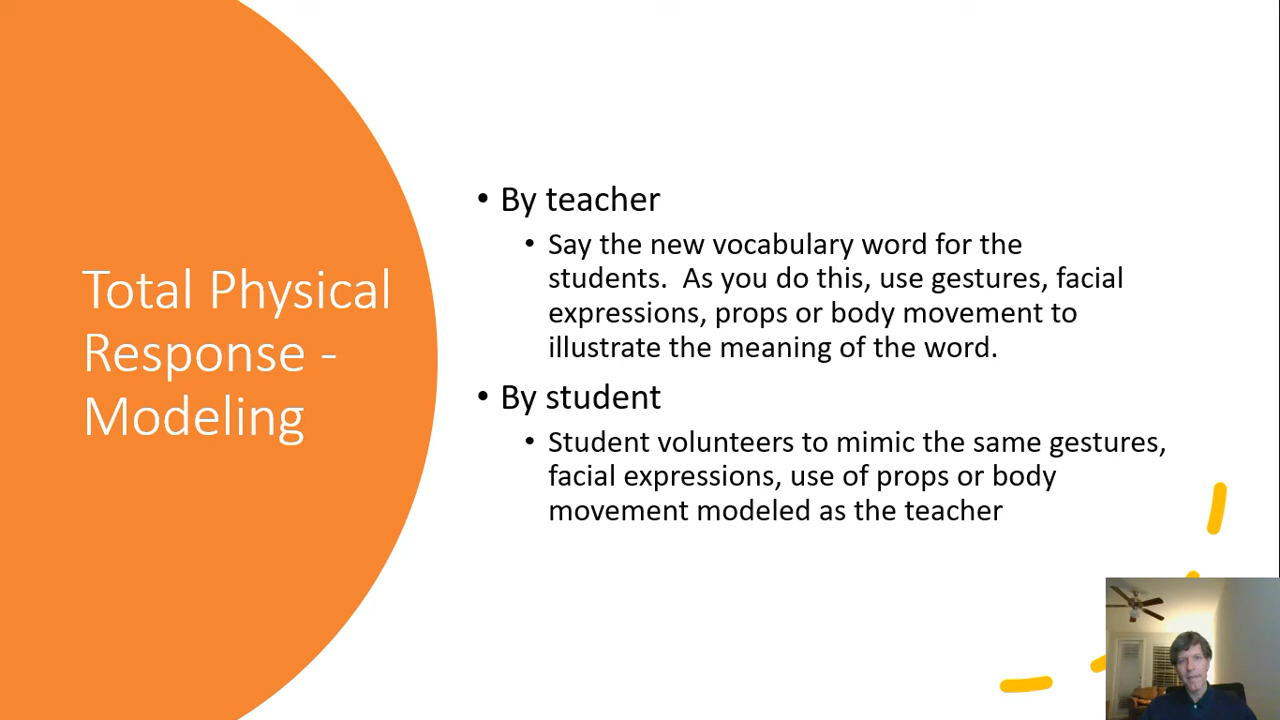 Total Physical
Response -
Modeling
• By teacher
• Say the new vocabulary word for the
students.  As you do this, use gestures, facial
expressions, props or body movement to
illustrate the meaning of the word.
• By student
• Student volunteers to mimic the same gestures,
facial expressions, use of props or body
movement modeled as the teacher